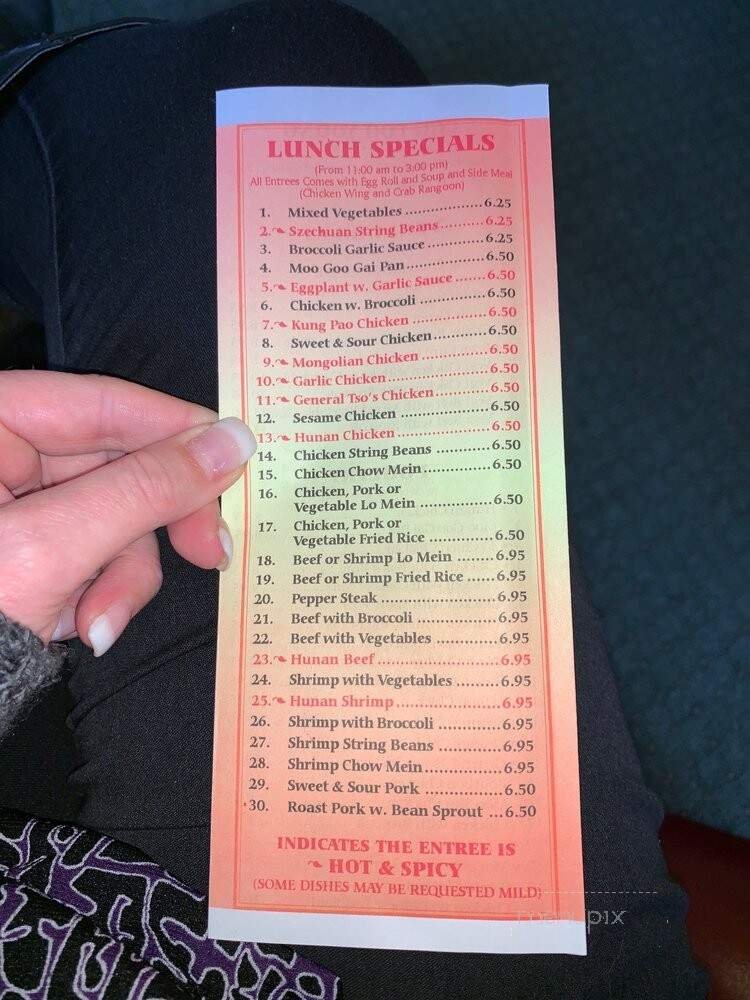 LUNCH SPECIALS
(From 11:00 am to 3:00 pm)
All Entrees Comes with Egg Roll and Soup and Side Meal
(Chicken Wing and Crab Rangoon)
1. Mixed Vegetables ..................6.25
2. Szechuan String Beans...........6.25
3. Broccoli Garlic Sauce .............6.25
4. Moo Goo Gai Pan..................6.50
5. Eggplant w. Garlic Sauce .......6.50
6. Chicken w. Broccoli ...............6.50
7. Kung Pao Chicken .................6.50
8. Sweet & Sour Chicken............6.50
9. Mongolian Chicken ...............6.50
10. Garlic Chicken......................6.50
11. General Tso's Chicken............6.50
12. Sesame Chicken ...................6.50
13. Hunan Chicken.....................6.50
14. Chicken String Beans ............6.50
15. Chicken Chow Mein ..............6.50
16. Chicken, Pork or
Vegetable Lo Mein ................6.50
17. Chicken, Pork or
Vegetable Fried Rice ..............6.50
18. Beef or Shrimp Lo Mein .........6.95
19. Beef or Shrimp Fried Rice ......6.95
20. Pepper Steak ........................6.95
21. Beef with Broccoli .................6.95
22. Beef with Vegetables .............6.95
23. Hunan Beef .........................6.95
24. Shrimp with Vegetables .........6.95
25. Hunan Shrimp ......................6.95
26. Shrimp with Broccoli .............6.95
27. Shrimp String Beans .............6.95
28. Shrimp Chow Mein................6.95
29. Sweet & Sour Pork ................6.50
30. Roast Pork w. Bean Sprout ...6.50
INDICATES THE ENTREE IS
HOT & SPICY
(SOME DISHES MAY BE REQUESTED MILD)
pix